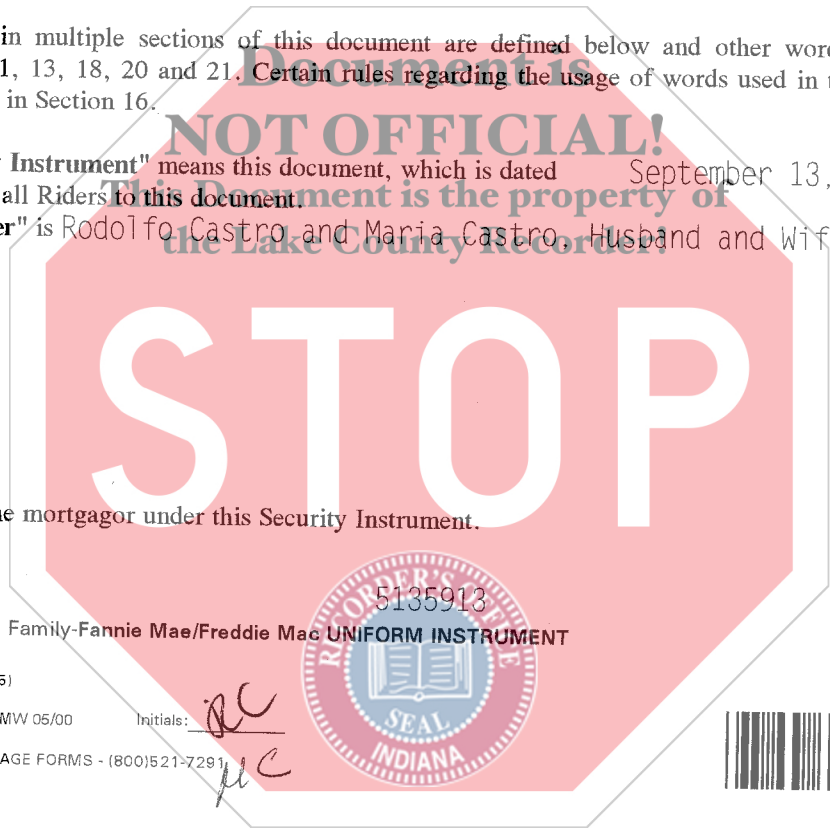 in multiple sections of this document are defined below and other wor
1, 13, 18, 20 and 21. Certain rules regarding the usage of words used in
in Section 16.
Document is
NOT OFFICIAL!
This Document is the property of
the Lake County Recorder!
Instrument" means this document, which is dated September 13,
all Riders to this document.
er" is Rodolfo Castro and Maria Castro, Husband and Wif
STOP
e mortgagor under this Security Instrument.
RECORDER'S OFFICE
SEAL
INDIANA
5135913
Family-Fannie Mae/Freddie Mac UNIFORM INSTRUMENT
5)
MW 05/00 Initials: RC
AGE FORMS - (800)521-7291 MC